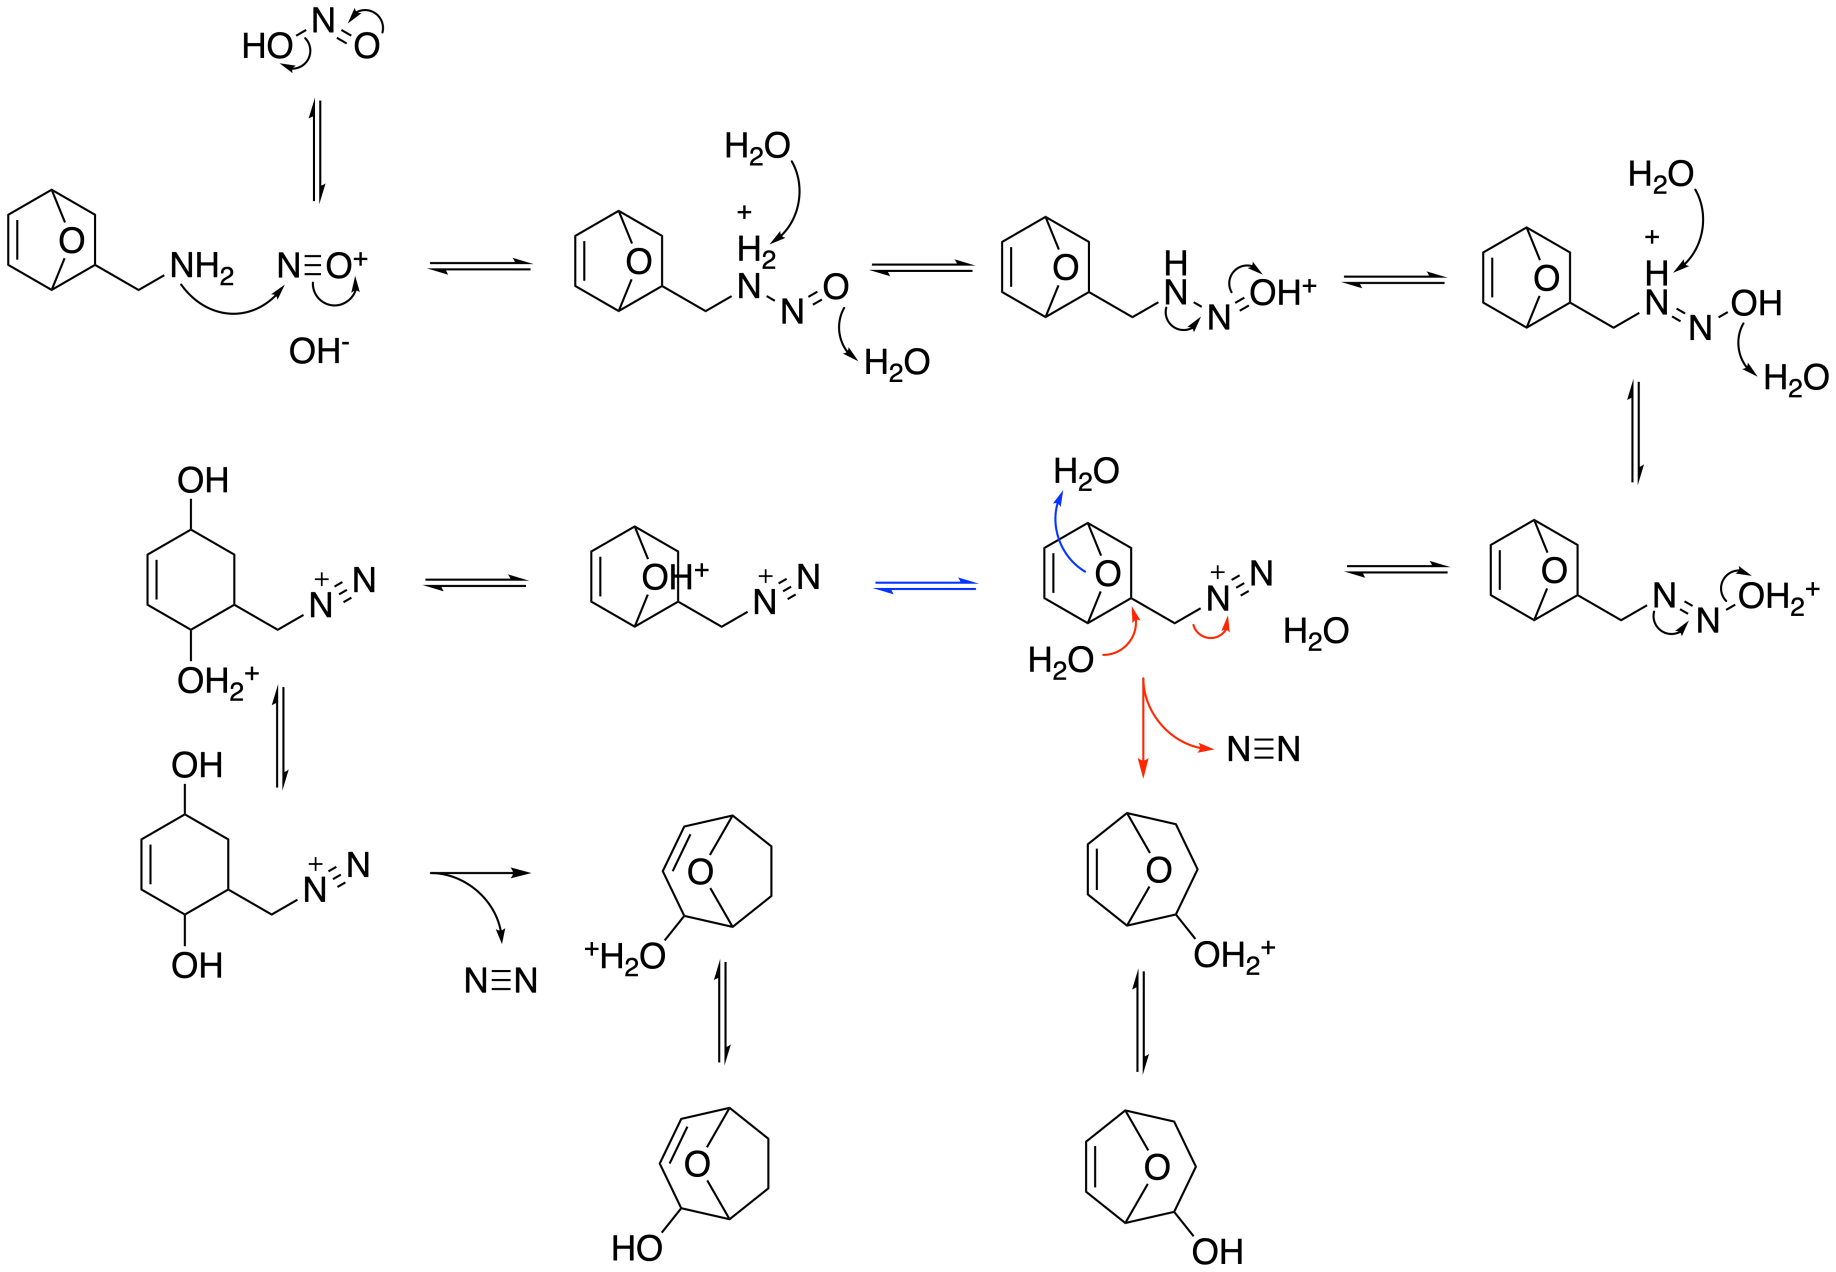 HO N O
H2O
H2O
+
+
O NH2 N≡O+
O H2 N N O
O H N N OH+
O H N N OH
OH-
H2O
H2O
OH
H2O
O N N OH2+
OH+ + N N
O + N N
+ N N
H2O
H2O
OH2+
OH
N≡N
+ N N
O
O
OH
+H2O
OH2+
N≡N
O
O
HO
OH